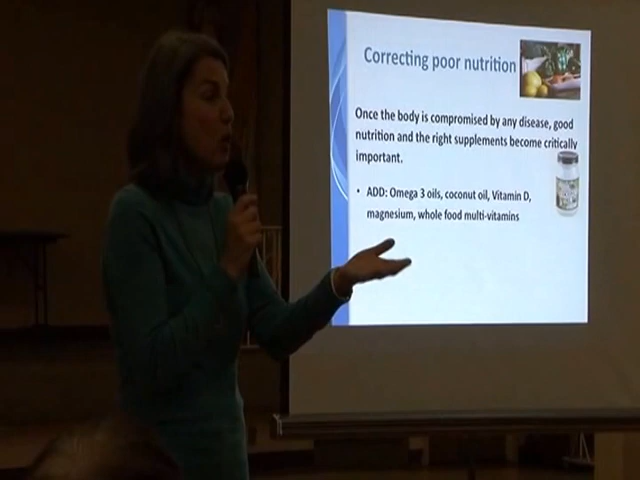 Correcting poor nutrition
Once the body is compromised by any disease, good
nutrition and the right supplements become critically
important.
• ADD: Omega 3 oils, coconut oil, Vitamin D,
magnesium, whole food multi-vitamins